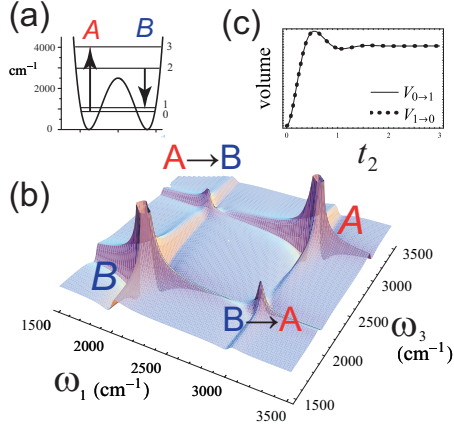 (a)
A B
cm⁻¹
4000
2000
0
3
2
1
0
(c)
volume
V₀→₁
V₁→₀
0 1 2 3
t₂
A→B
(b)
B
A
B→A
1500
2000
2500
3000
3500
ω₁ (cm⁻¹)
1500
2000
2500
3000
3500
ω₃
(cm⁻¹)